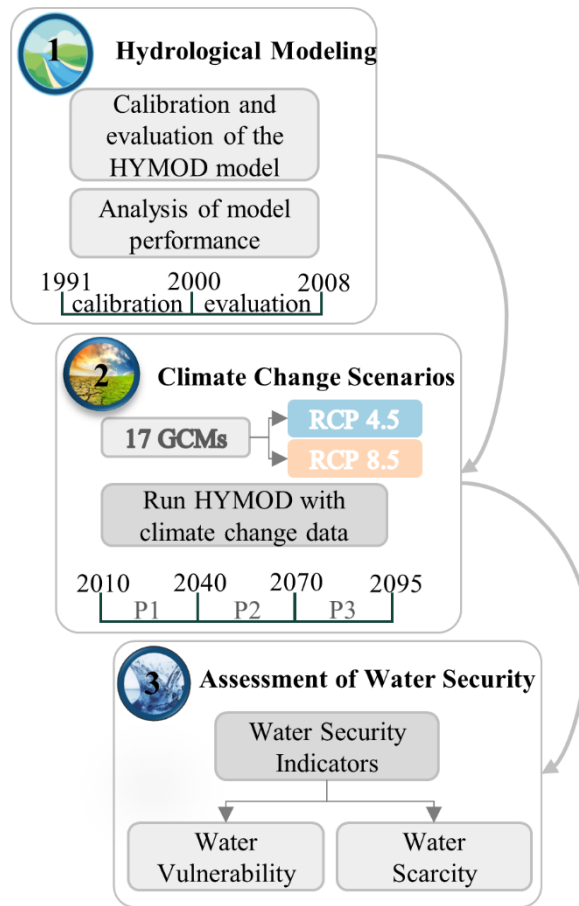 1
Hydrological Modeling
Calibration and
evaluation of the
HYMOD model
Analysis of model
performance
1991 2000 2008
calibration evaluation
2
Climate Change Scenarios
17 GCMs
RCP 4.5
RCP 8.5
Run HYMOD with
climate change data
2010 2040 2070 2095
P1 P2 P3
3
Assessment of Water Security
Water Security
Indicators
Water
Vulnerability
Water
Scarcity